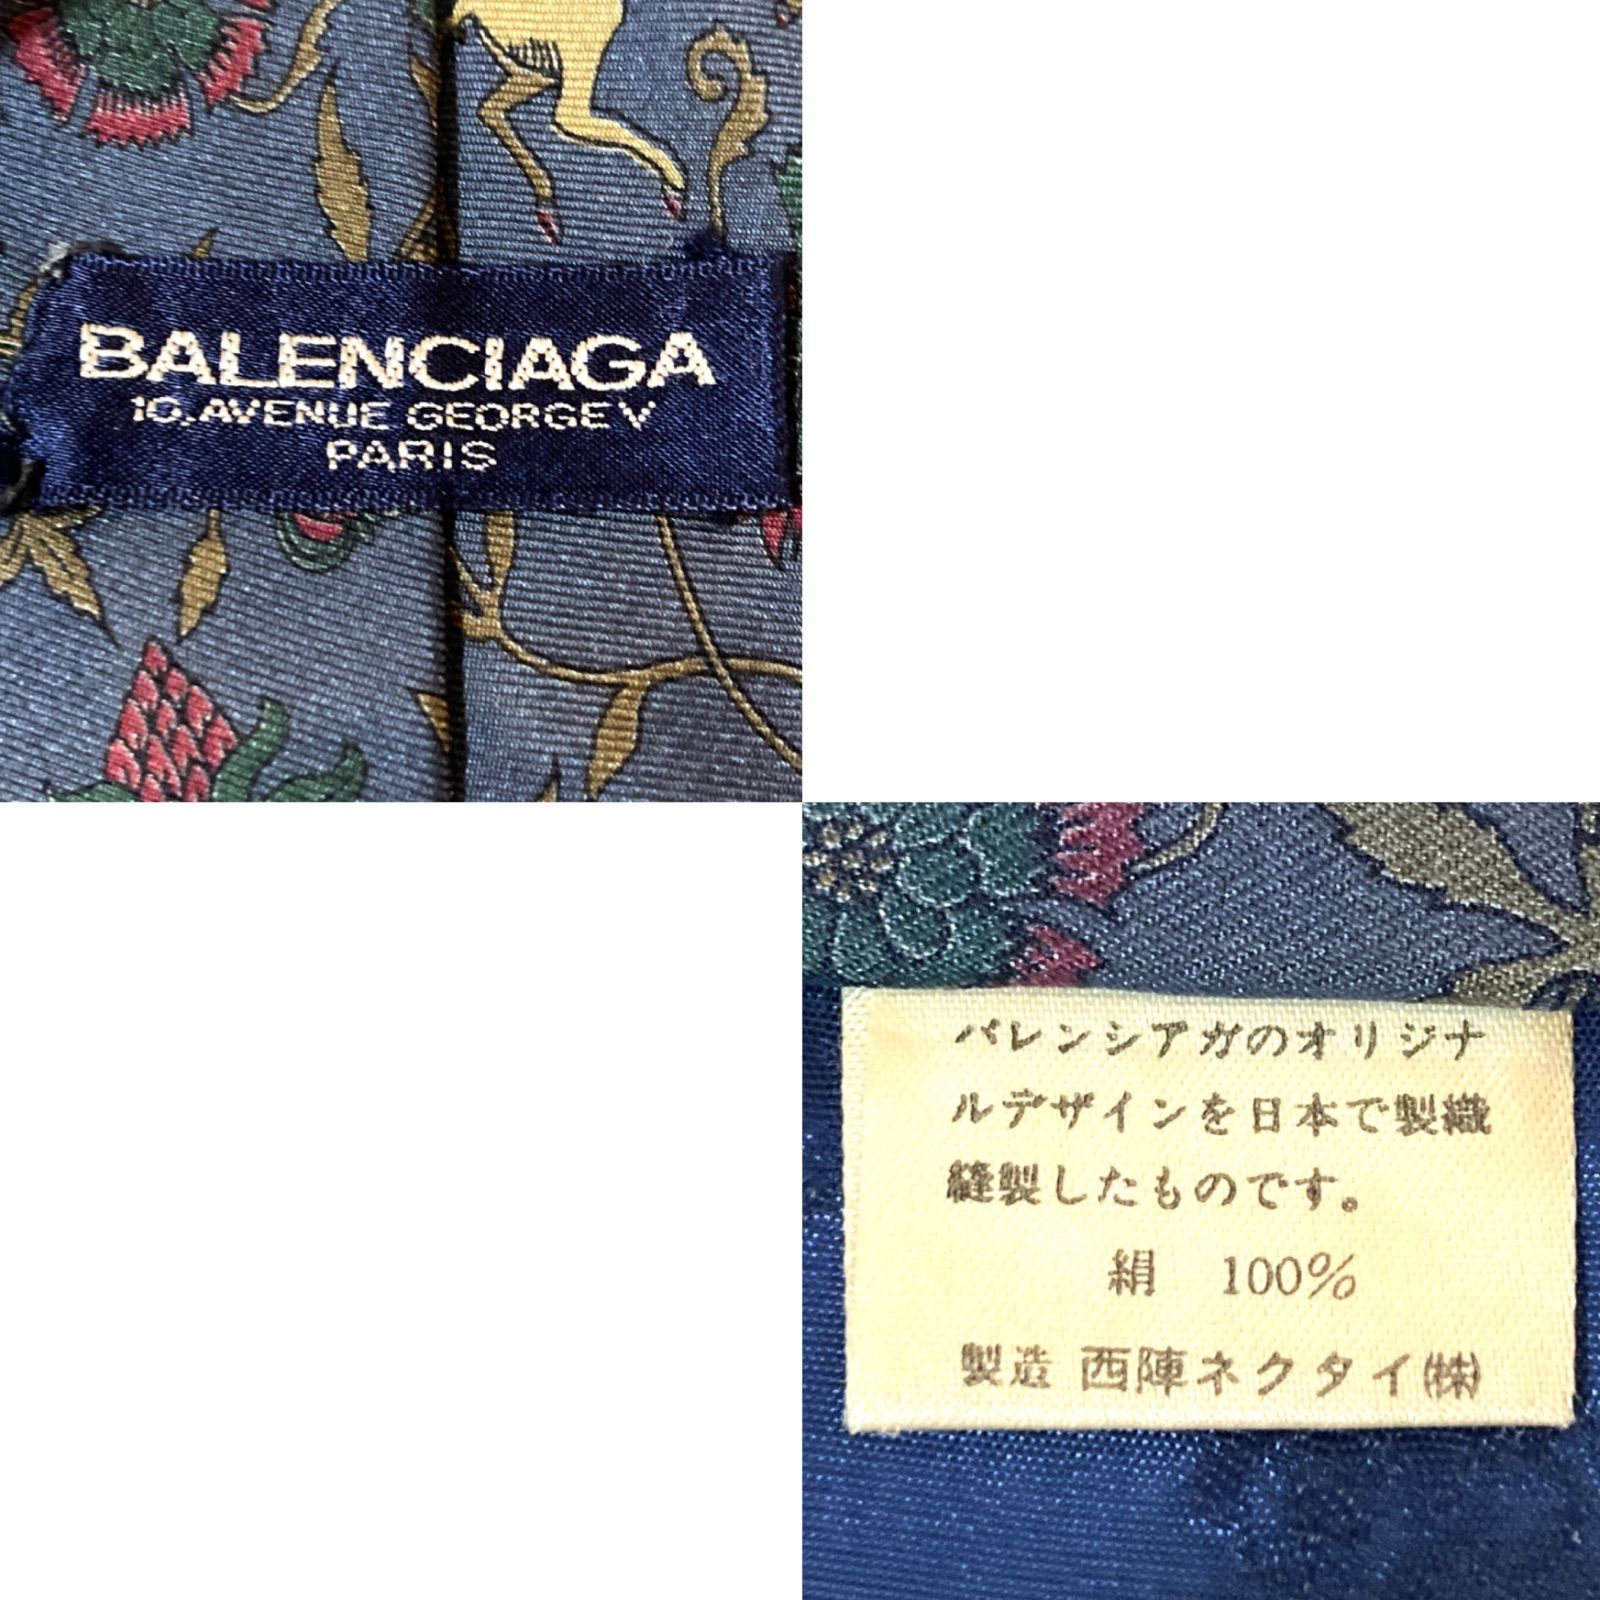 BALENCIAGA
10, AVENUE GEORGE V
PARIS
バレンシアガのオリジナ
ルデザインを日本で製織
縫製したものです。
絹 100%
製造 西陣ネクタイ㈱